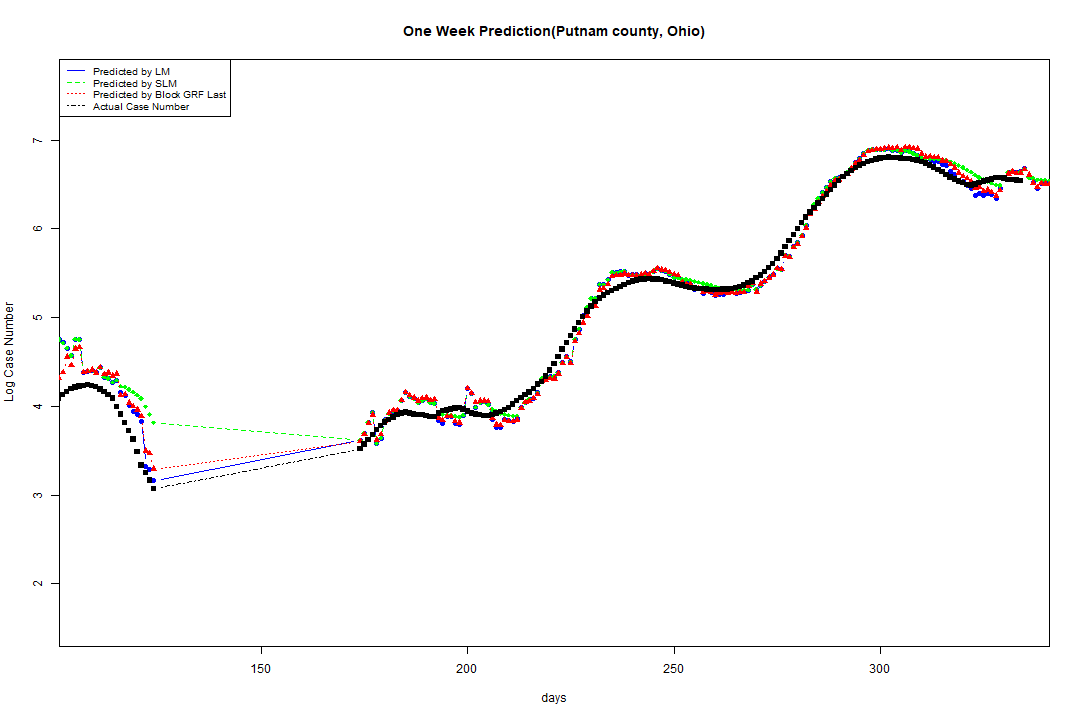 One Week Prediction(Putnam county, Ohio)
Predicted by LM
Predicted by SLM
Predicted by Block GRF Last
Actual Case Number
Log Case Number
7
6
5
4
3
2
150 200 250 300
days